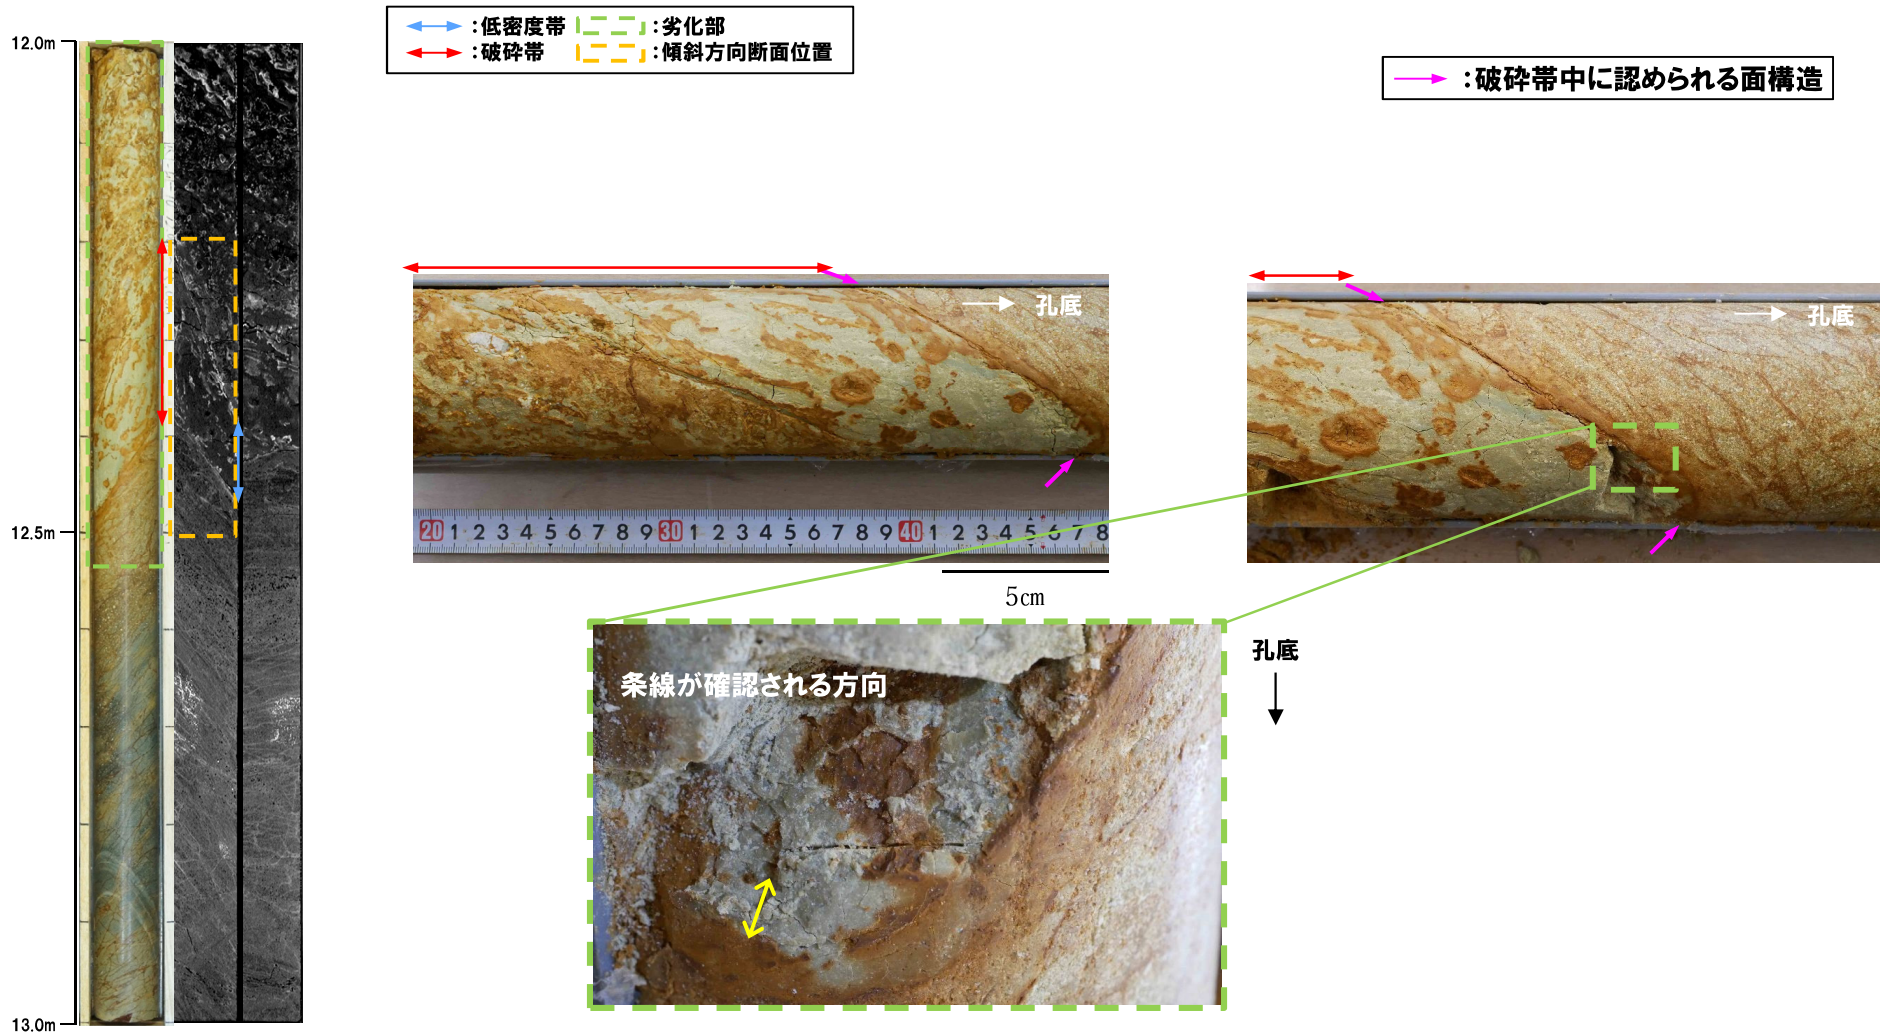 :低密度帯
:劣化部
:破砕帯
:傾斜方向断面位置
:破砕帯中に認められる面構造
12.0m
12.5m
13.0m
孔底
孔底
20 1 2 3 4 5 6 7 8 9 30 1 2 3 4 5 6 7 8 9 40 1 2 3 4 5 6 7 8
5cm
条線が確認される方向
孔底